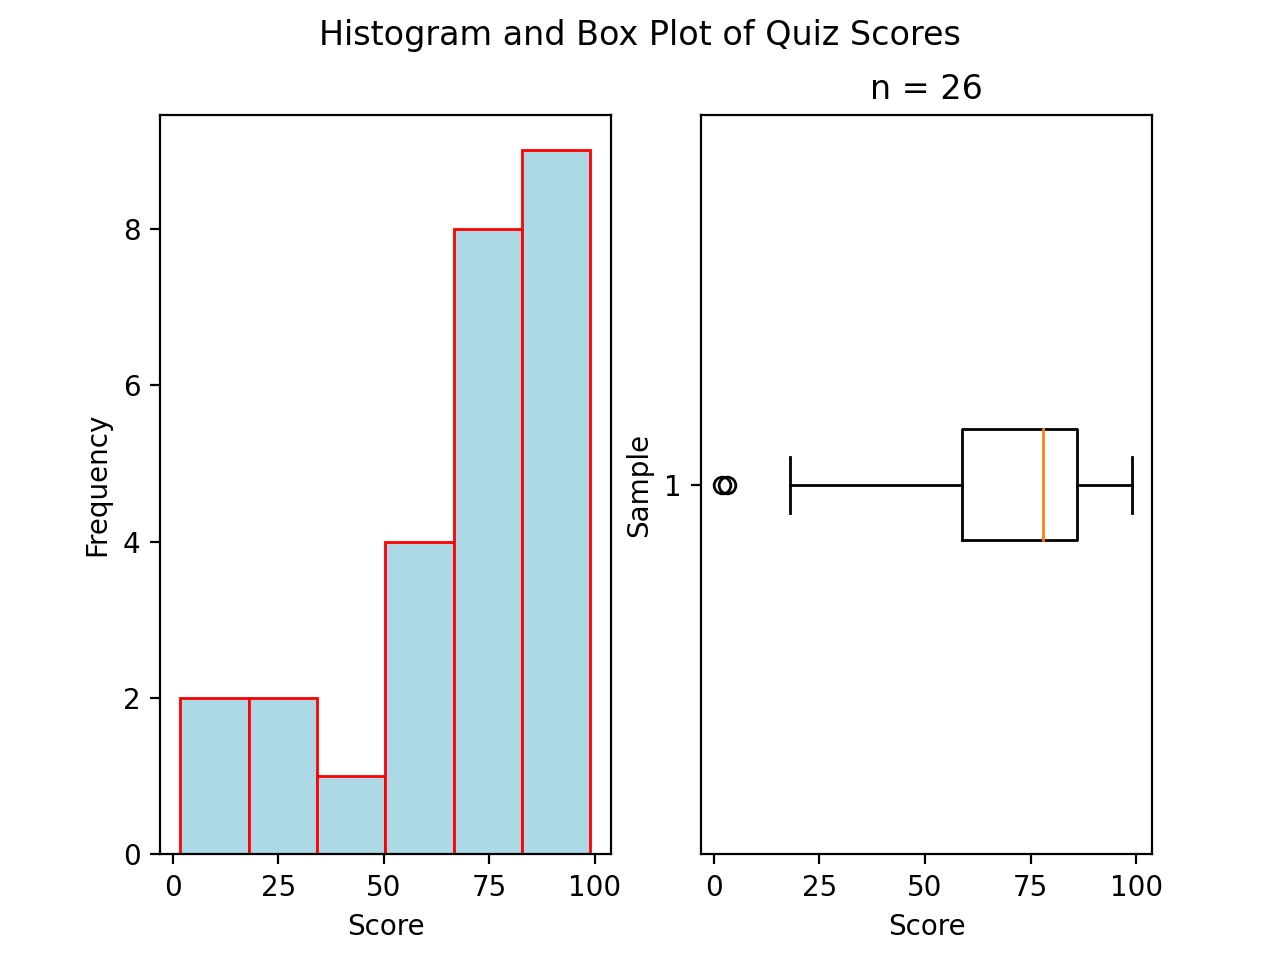 Histogram and Box Plot of Quiz Scores
Frequency
8
6
4
2
0
0 25 50 75 100
Score
n = 26
Sample
1
0 25 50 75 100
Score